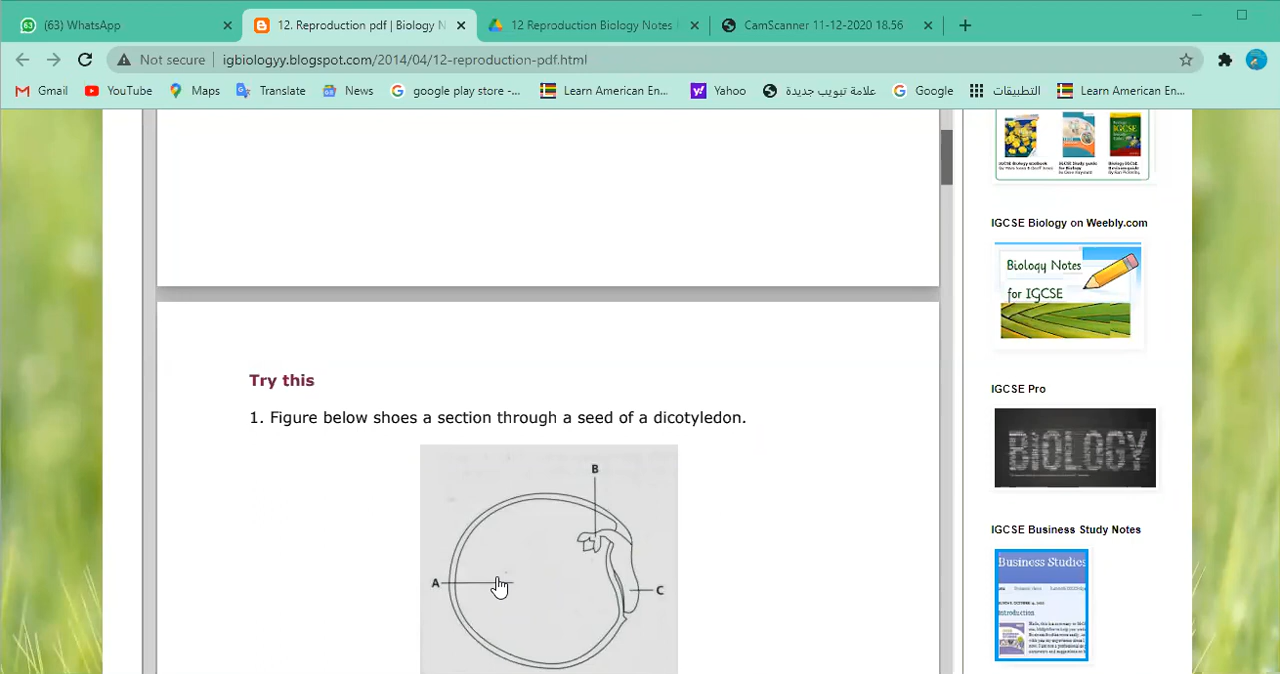 63
(63) WhatsApp
12. Reproduction pdf | Biology N
12 Reproduction Biology Notes
CamScanner 11-12-2020 18.56
Not secure
igbiologyy.blogspot.com/2014/04/12-reproduction-pdf.html
Gmail
YouTube
Maps
Translate
News
google play store -...
Learn American En...
Yahoo
علامة تبويب جديدة
Google
التطبيقات
Learn American En...
IGCSE Biology on Weebly.com
Biology Notes
for IGCSE
IGCSE Pro
BIOLOGY
IGCSE Business Study Notes
Business Studies
Introduction
Try this
1. Figure below shoes a section through a seed of a dicotyledon.
B
A
C